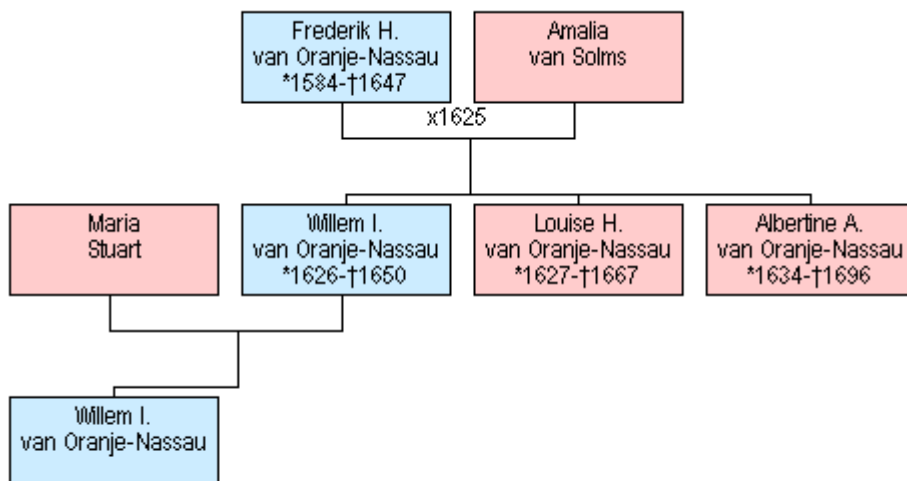 Frederik H.
van Oranje-Nassau
*1584-†1647
Amalia
van Solms
x1625
Maria
Stuart
Willem I.
van Oranje-Nassau
*1626-†1650
Louise H.
van Oranje-Nassau
*1627-†1667
Albertine A.
van Oranje-Nassau
*1634-†1696
Willem I.
van Oranje-Nassau